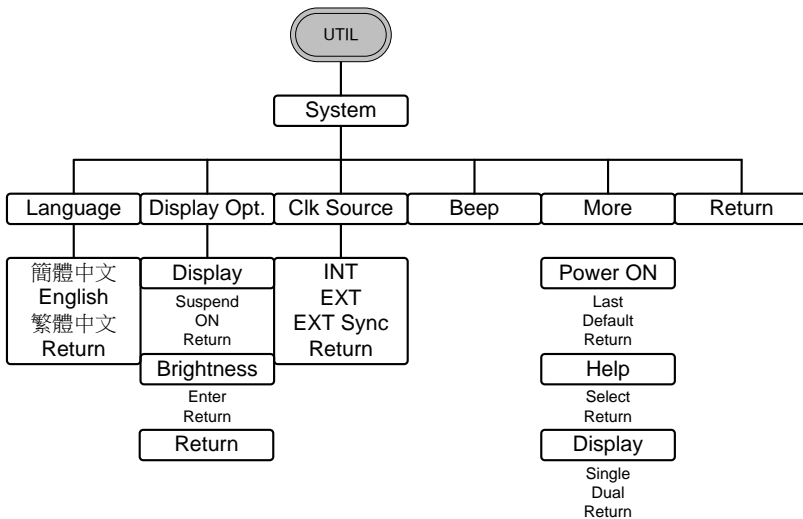 UTIL
System
Language
Display Opt.
Clk Source
Beep
More
Return
簡體中文
English
繁體中文
Return
Display
Suspend
ON
Return
Brightness
Enter
Return
Return
INT
EXT
EXT Sync
Return
Power ON
Last
Default
Return
Help
Select
Return
Display
Single
Dual
Return